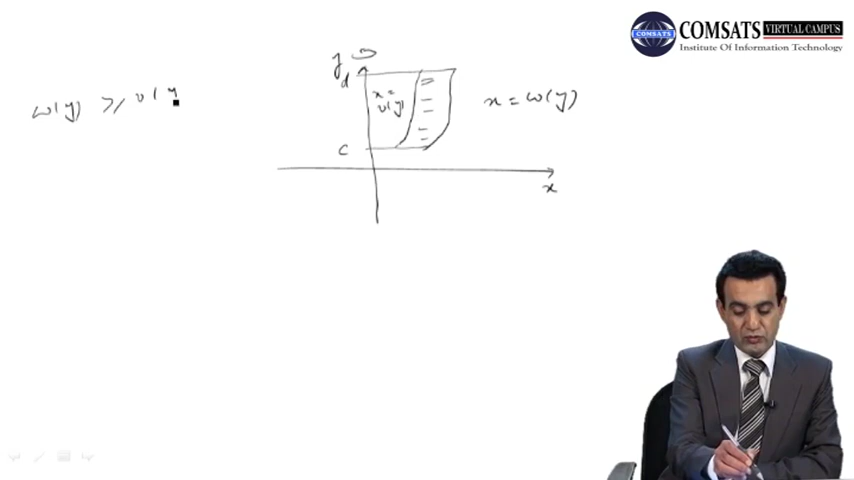 COMSATS
COMSATS VIRTUAL CAMPUS
Institute Of Information Technology
y
d
x =
v(y)
x = w(y)
w(y) ≥ v(y
c
x